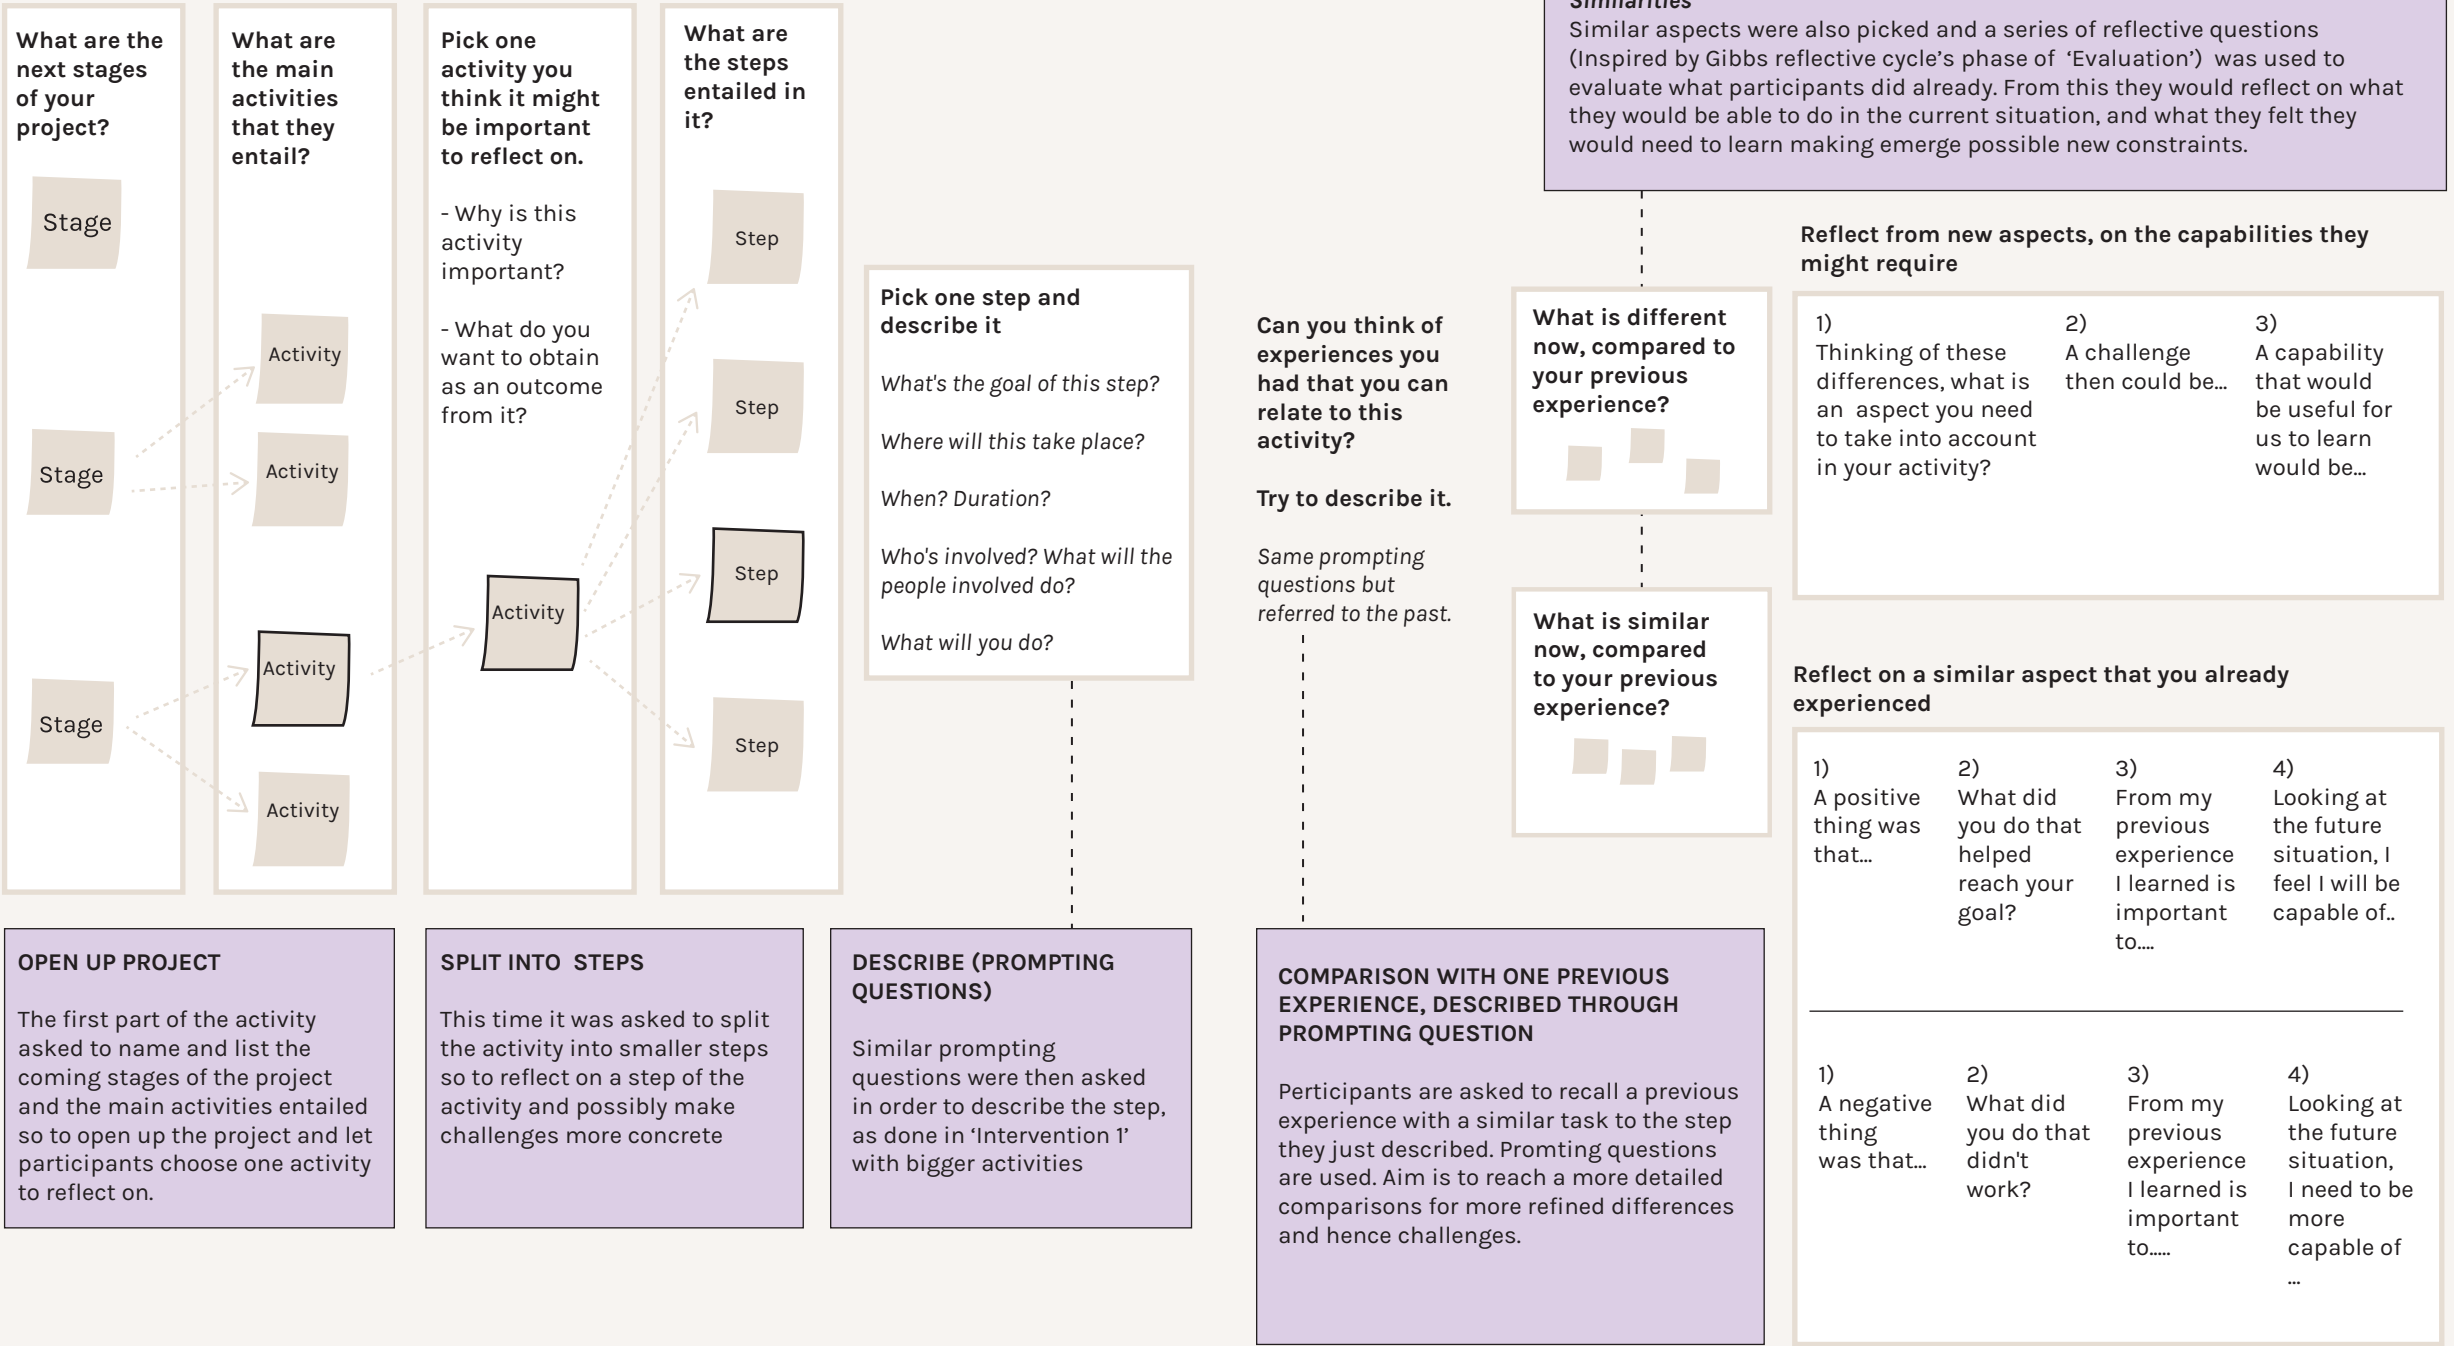 What are the
next stages
of your
project?
Stage
Stage
Stage
What are
the main
activities
that they
entail?
Activity
Activity
Activity
Activity
Pick one
activity you
think it might
be important
to reflect on.
- Why is this
activity
important?
- What do you
want to obtain
as an outcome
from it?
Activity
What are
the steps
entailed in
it?
Step
Step
Step
Step
Pick one step and
describe it
What's the goal of this step?
Where will this take place?
When? Duration?
Who's involved? What will the
people involved do?
What will you do?
Can you think of
experiences you
had that you can
relate to this
activity?
Try to describe it.
Same prompting
questions but
referred to the past.
Similarities
Similar aspects were also picked and a series of reflective questions
(Inspired by Gibbs reflective cycle's phase of ‘Evaluation’) was used to
evaluate what participants did already. From this they would reflect on what
they would be able to do in the current situation, and what they felt they
would need to learn making emerge possible new constraints.
What is different
now, compared to
your previous
experience?
What is similar
now, compared
to your previous
experience?
Reflect from new aspects, on the capabilities they
might require
1)
Thinking of these
differences, what is
an aspect you need
to take into account
in your activity?
2)
A challenge
then could be...
3)
A capability
that would
be useful for
us to learn
would be...
Reflect on a similar aspect that you already
experienced
1)
A positive
thing was
that...
2)
What did
you do that
helped
reach your
goal?
3)
From my
previous
experience
I learned is
important
to....
4)
Looking at
the future
situation, I
feel I will be
capable of..
1)
A negative
thing
was that...
2)
What did
you do that
didn't
work?
3)
From my
previous
experience
I learned is
important
to.....
4)
Looking at
the future
situation,
I need to be
more
capable of
...
OPEN UP PROJECT
The first part of the activity
asked to name and list the
coming stages of the project
and the main activities entailed
so to open up the project and let
participants choose one activity
to reflect on.
SPLIT INTO STEPS
This time it was asked to split
the activity into smaller steps
so to reflect on a step of the
activity and possibly make
challenges more concrete
DESCRIBE (PROMPTING
QUESTIONS)
Similar prompting
questions were then asked
in order to describe the step,
as done in ‘Intervention 1’
with bigger activities
COMPARISON WITH ONE PREVIOUS
EXPERIENCE, DESCRIBED THROUGH
PROMPTING QUESTION
Perticipants are asked to recall a previous
experience with a similar task to the step
they just described. Promting questions
are used. Aim is to reach a more detailed
comparisons for more refined differences
and hence challenges.